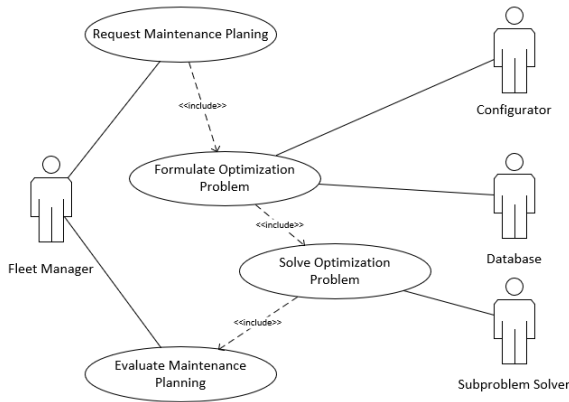 Request Maintenance Planing
<<include>>
Configurator
Formulate Optimization
Problem
<<include>>
Fleet Manager
Database
Solve Optimization
Problem
<<include>>
Evaluate Maintenance
Planning
Subproblem Solver